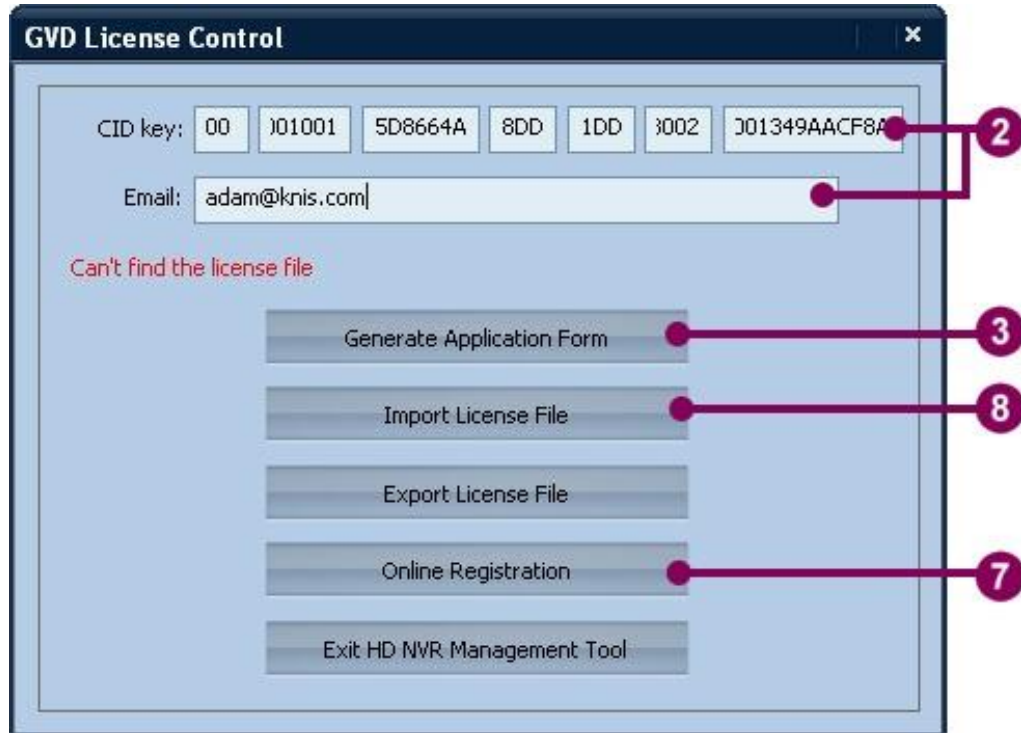 GVD License Control ×
CID key: 00 001001 5D8664A 8DD 1DD 3002 001349AACF8A 2
Email: adam@knis.com
Can't find the license file
Generate Application Form 3
Import License File 8
Export License File
Online Registration 7
Exit HD NVR Management Tool